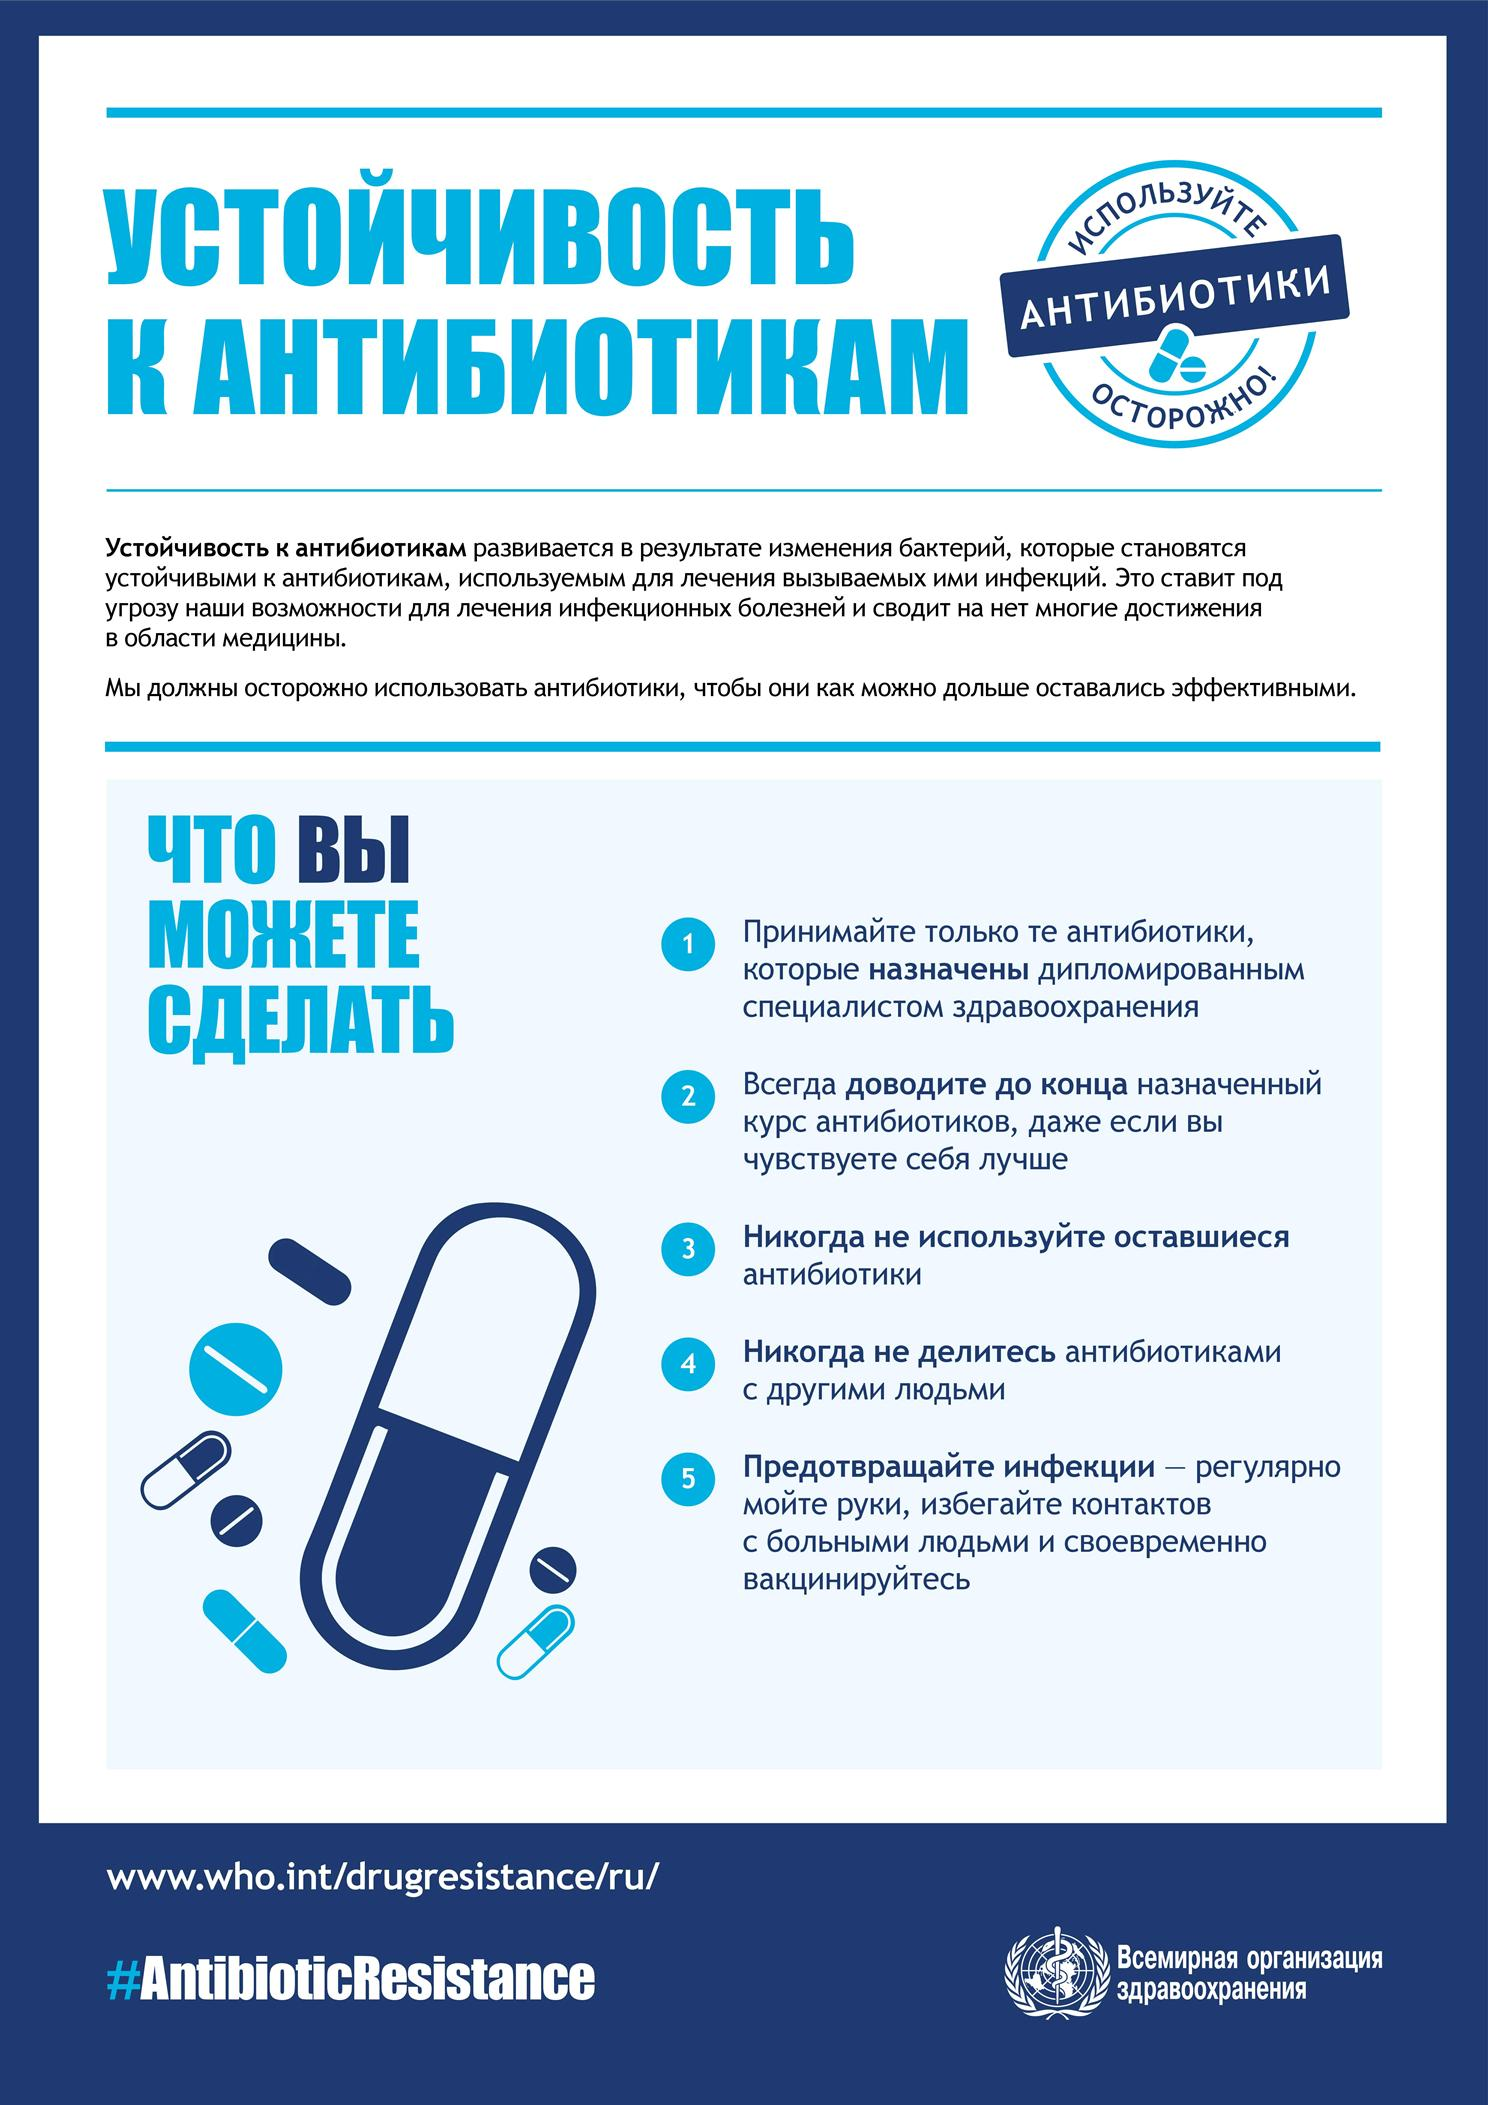 УСТОЙЧИВОСТЬ
К АНТИБИОТИКАМ
ИСПОЛЬЗУЙТЕ
АНТИБИОТИКИ
ОСТОРОЖНО!
Устойчивость к антибиотикам развивается в результате изменения бактерий, которые становятся
устойчивыми к антибиотикам, используемым для лечения вызываемых ими инфекций. Это ставит под
угрозу наши возможности для лечения инфекционных болезней и сводит на нет многие достижения
в области медицины.
Мы должны осторожно использовать антибиотики, чтобы они как можно дольше оставались эффективными.
ЧТО ВЫ
МОЖЕТЕ
СДЕЛАТЬ
1 Принимайте только те антибиотики,
которые назначены дипломированным
специалистом здравоохранения
2 Всегда доводите до конца назначенный
курс антибиотиков, даже если вы
чувствуете себя лучше
3 Никогда не используйте оставшиеся
антибиотики
4 Никогда не делитесь антибиотиками
с другими людьми
5 Предотвращайте инфекции — регулярно
мойте руки, избегайте контактов
с больными людьми и своевременно
вакцинируйтесь
www.who.int/drugresistance/ru/
#AntibioticResistance
Всемирная организация
здравоохранения